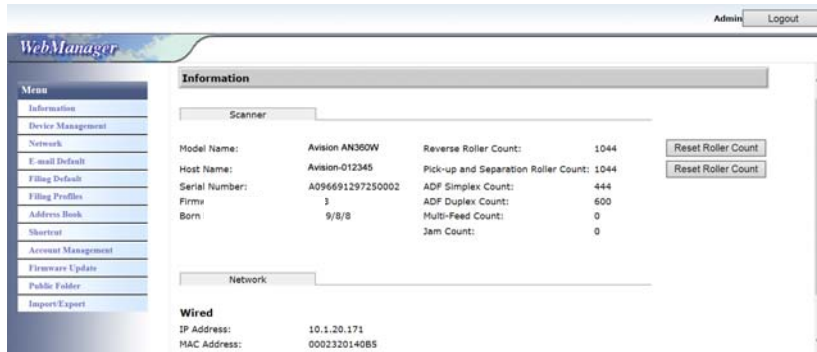 Admin Logout
WebManager
Menu
Information
Device Management
Network
E-mail Default
Filing Default
Filing Profiles
Address Book
Shortcut
Account Management
Firmware Update
Public Folder
Import/Export
Information
Scanner
Model Name: Avision AN360W Reverse Roller Count: 1044 Reset Roller Count
Host Name: Avision-012345 Pick-up and Separation Roller Count: 1044 Reset Roller Count
Serial Number: A096691297250002 ADF Simplex Count: 444
ADF Duplex Count: 600
Born 9/8/8 Multi-Feed Count: 0
Jam Count: 0
Network
Wired
IP Address: 10.1.20.171
MAC Address: 0002320140B5